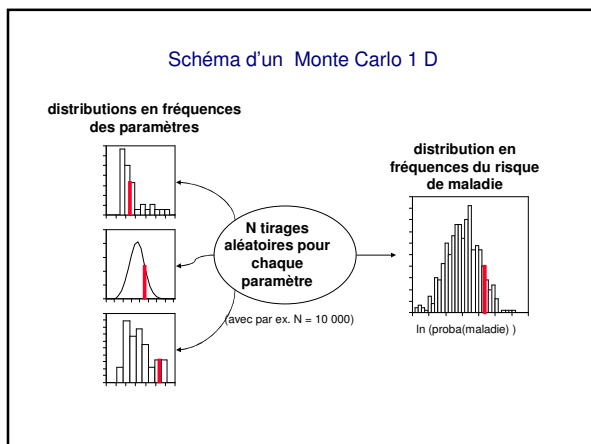 Schéma d'un Monte Carlo 1 D
distributions en fréquences
des paramètres
distribution en
fréquences du risque
de maladie
N tirages
aléatoires pour
chaque
paramètre
(avec par ex. N = 10 000)
ln (proba(maladie) )